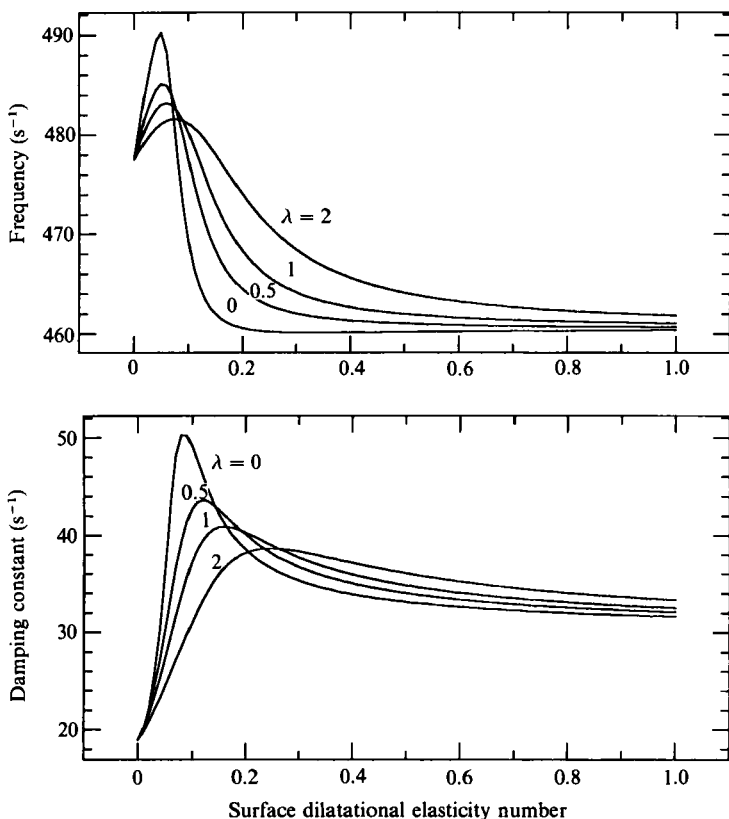 490
480
470
460
Frequency (s⁻¹)
λ = 2
1
0.5
0
0 0.2 0.4 0.6 0.8 1.0
50
40
30
20
Damping constant (s⁻¹)
λ = 0
0.5
1
2
0 0.2 0.4 0.6 0.8 1.0
Surface dilatational elasticity number